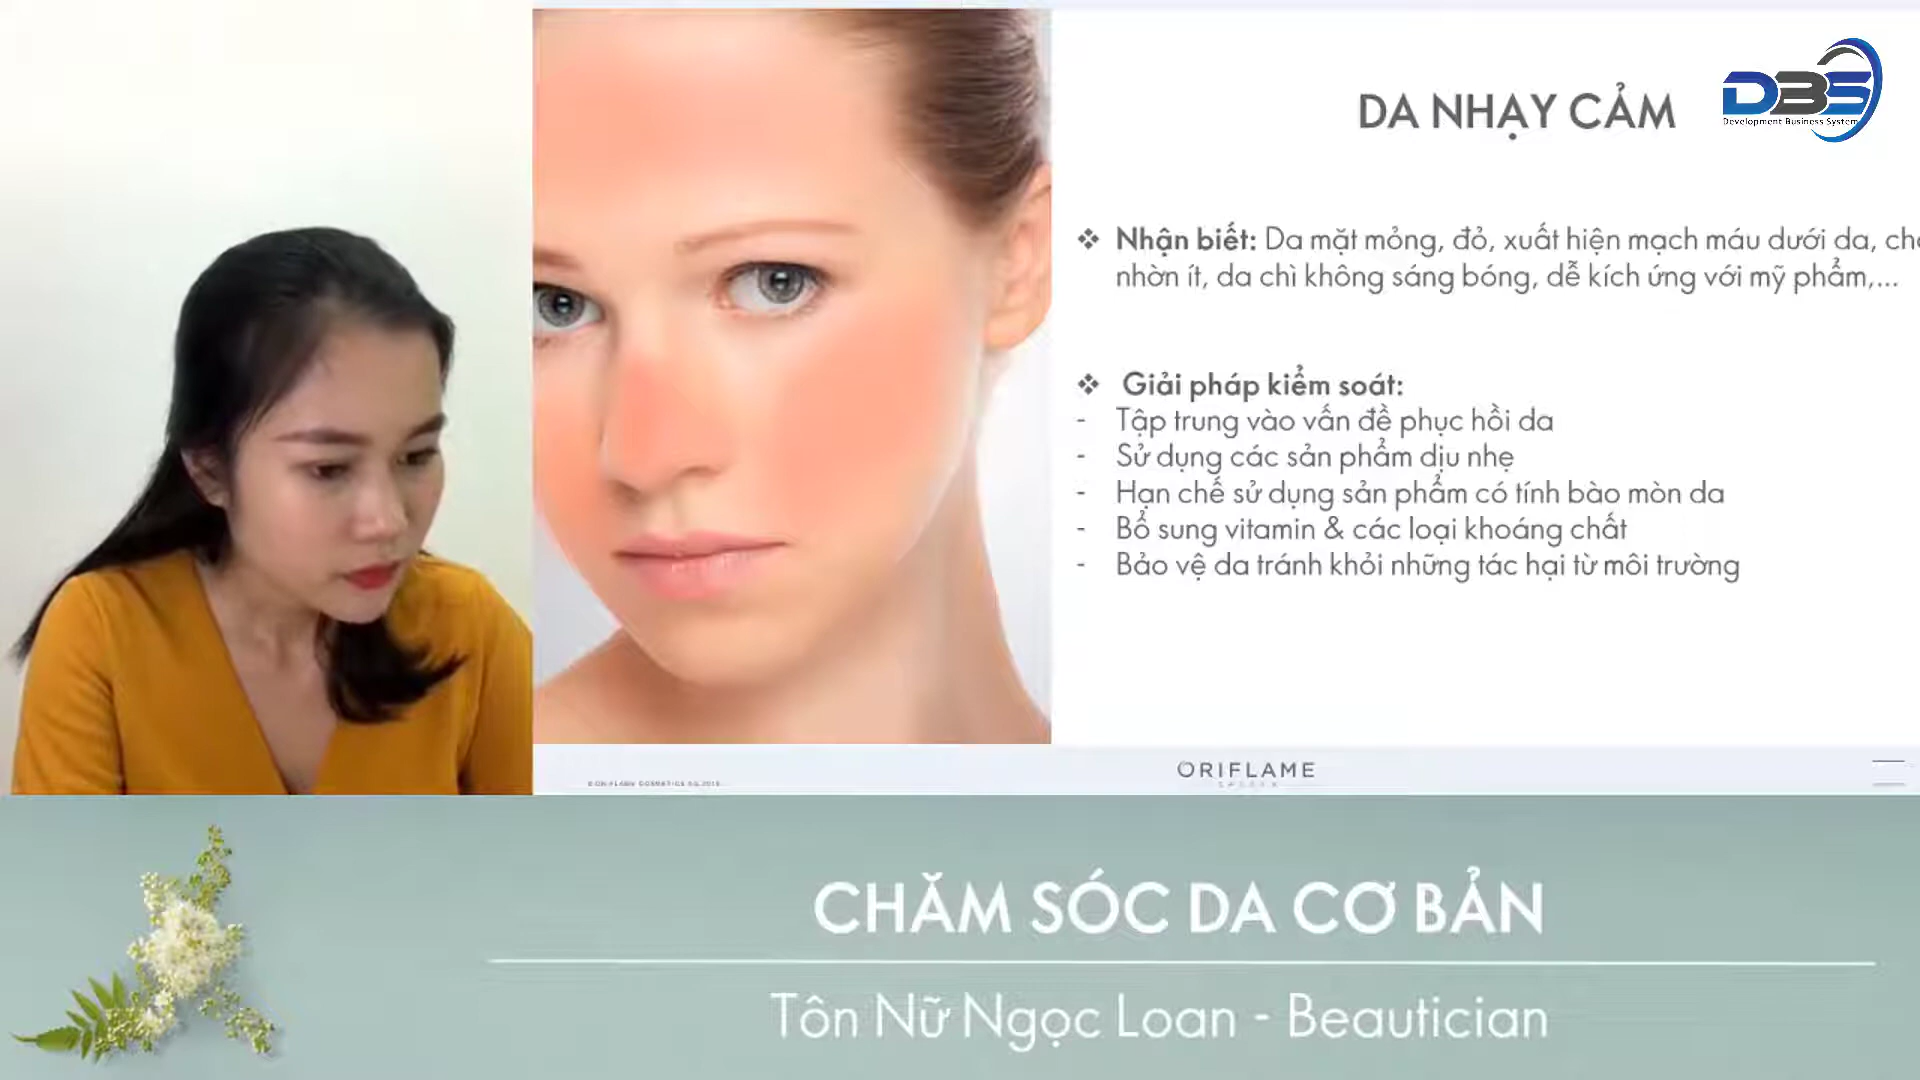 DA NHẠY CẢM
DBS
Development Business System
❖ Nhận biết: Da mặt mỏng, đỏ, xuất hiện mạch máu dưới da,
nhờn ít, da chì không sáng bóng, dễ kích ứng với mỹ phẩm,...
❖ Giải pháp kiểm soát:
- Tập trung vào vấn đề phục hồi da
- Sử dụng các sản phẩm dịu nhẹ
- Hạn chế sử dụng sản phẩm có tính bào mòn da
- Bổ sung vitamin & các loại khoáng chất
- Bảo vệ da tránh khỏi những tác hại từ môi trường
ORIFLAME
CHĂM SÓC DA CƠ BẢN
Tôn Nữ Ngọc Loan - Beautician